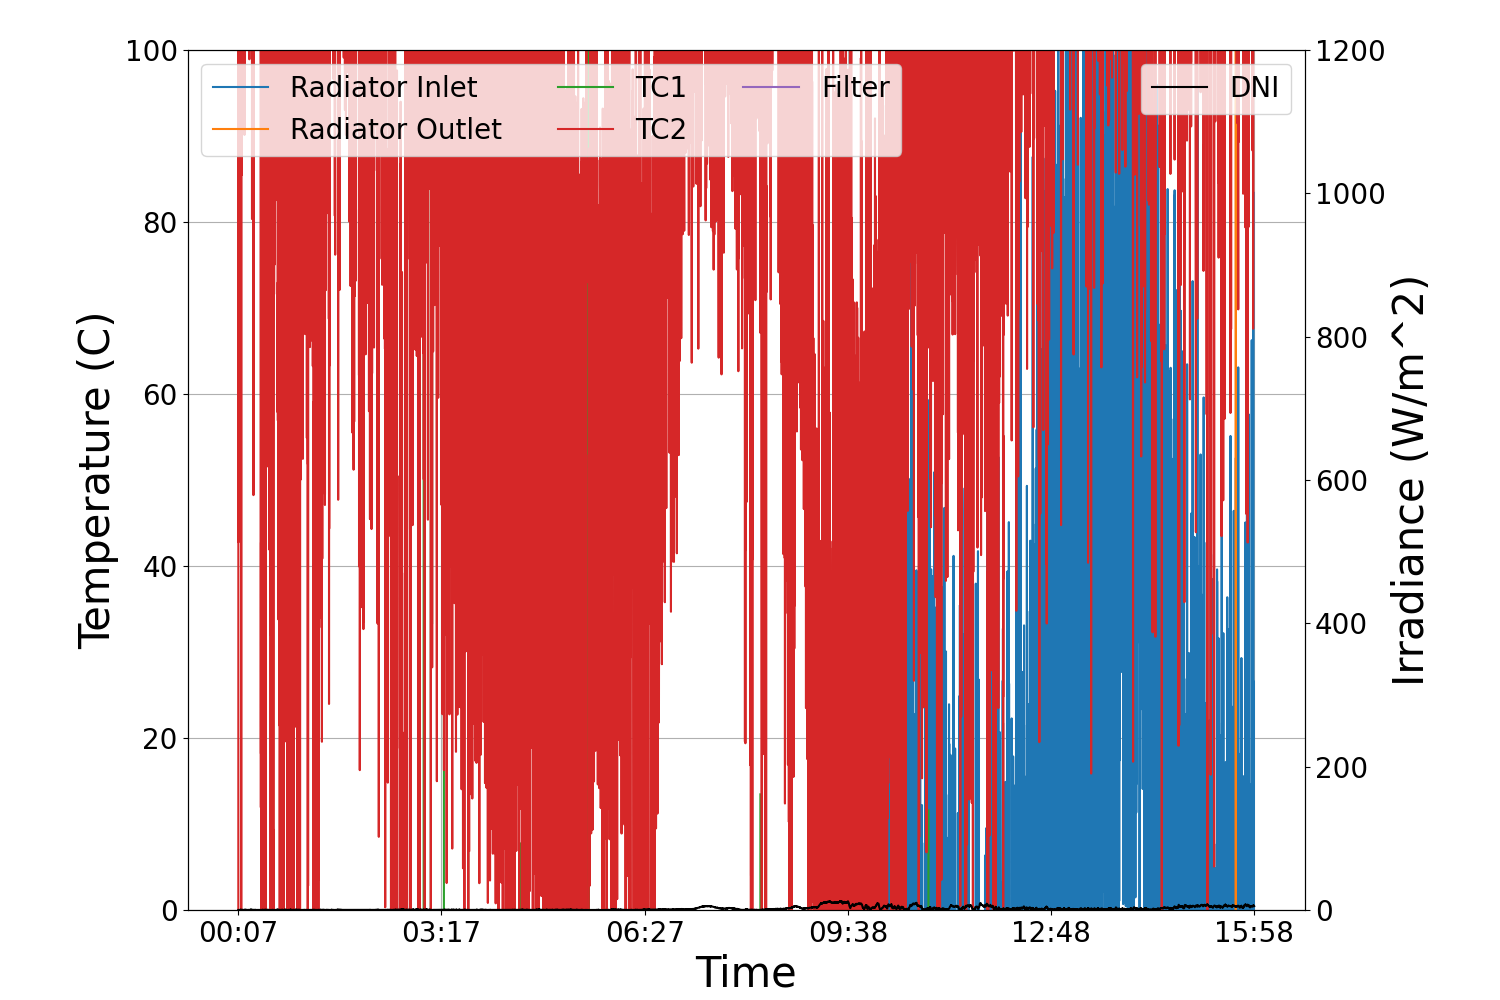 100
80
60
40
20
0
Temperature (C)
Radiator Inlet
Radiator Outlet
TC1
TC2
Filter
DNI
1200
1000
800
600
400
200
0
Irradiance (W/m^2)
00:07 03:17 06:27 09:38 12:48 15:58
Time